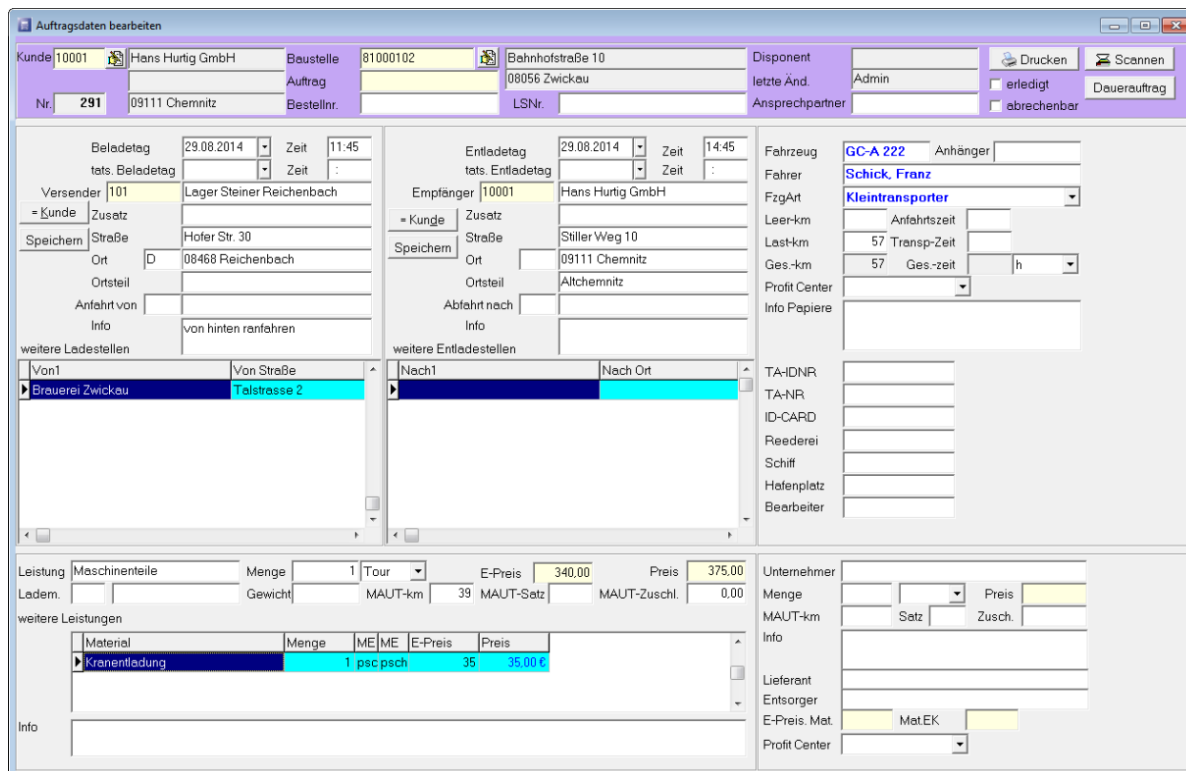 Auftragsdaten bearbeiten
Kunde 10001 Hans Hurtig GmbH Baustelle 81000102 Bahnhofstraße 10 Disponent Drucken Scannen
Auftrag 08056 Zwickau letzte Änd. Admin erledigt Dauerauftrag
Nr. 291 09111 Chemnitz Bestellnr. LSNr. Ansprechpartner abrechenbar
Beladetag 29.08.2014 Zeit 11:45
tats. Beladetag Zeit :
Versender 101 Lager Steiner Reichenbach
= Kunde Zusatz
Speichern Straße Hofer Str. 30
Ort D 08468 Reichenbach
Ortsteil
Anfahrt von
Info von hinten ranfahren
weitere Ladestellen
Von1 Von Straße
Brauerei Zwickau Talstrasse 2
Entladetag 29.08.2014 Zeit 14:45
tats. Entladetag Zeit :
Empfänger 10001 Hans Hurtig GmbH
= Kunde Zusatz
Speichern Straße Stiller Weg 10
Ort 09111 Chemnitz
Ortsteil Altchemnitz
Abfahrt nach
Info
weitere Entladestellen
Nach1 Nach Ort
Fahrzeug GC-A 222 Anhänger
Fahrer Schick, Franz
FzgArt Kleintransporter
Leer-km Anfahrtszeit
Last-km 57 Transp-Zeit
Ges.-km 57 Ges.-zeit h
Profit Center
Info Papiere
TA-IDNR
TA-NR
ID-CARD
Reederei
Schiff
Hafenplatz
Bearbeiter
Leistung Maschinenteile Menge 1 Tour E-Preis 340,00 Preis 375,00
Ladem. Gewicht MAUT-km 39 MAUT-Satz MAUT-Zuschl. 0,00
weitere Leistungen
Material Menge ME ME E-Preis Preis
Kranentladung 1 psc psch 35 35,00 €
Info
Unternehmer
Menge Preis
MAUT-km Satz Zusch.
Info
Lieferant
Entsorger
E-Preis. Mat. Mat.EK
Profit Center